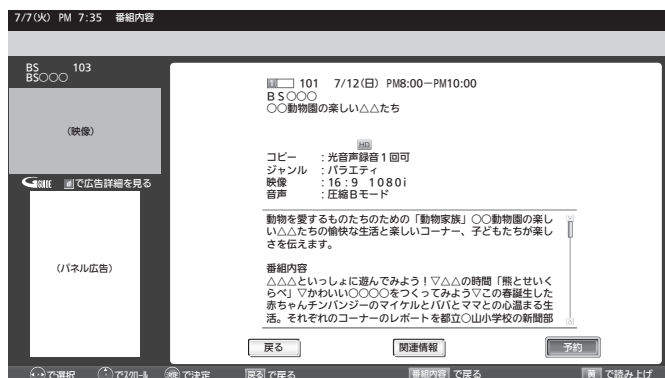 7/7(火) PM 7:35 番組内容
BS 103
BS○○○
(映像)
GGUIDE dで広告詳細を見る
(パネル広告)
101 7/12(日) PM8:00−PM10:00
BS○○○
○○動物園の楽しい△△たち
HD
コピー :光音声録音1回可
ジャンル :バラエティ
映像 :16:9 1080i
音声 :圧縮Bモード
動物を愛するものたちのための「動物家族」○○動物園の楽し
い△△たちの愉快な生活と楽しいコーナー、子どもたちが楽し
さを伝えます。
番組内容
△△△といっしょに遊んでみよう!▽△△の時間「熊とせいく
らべ」▽かわいい○○○○をつくってみよう▽この春誕生した
赤ちゃんチンパンジーのマイケルとパパとママとの心温まる生
活。それぞれのコーナーのレポートを都立○山小学校の新聞部
戻る 関連情報 予約
で選択 でスクロール 決定 で決定 戻る で戻る 番組内容 で戻る 黄 で読み上げ